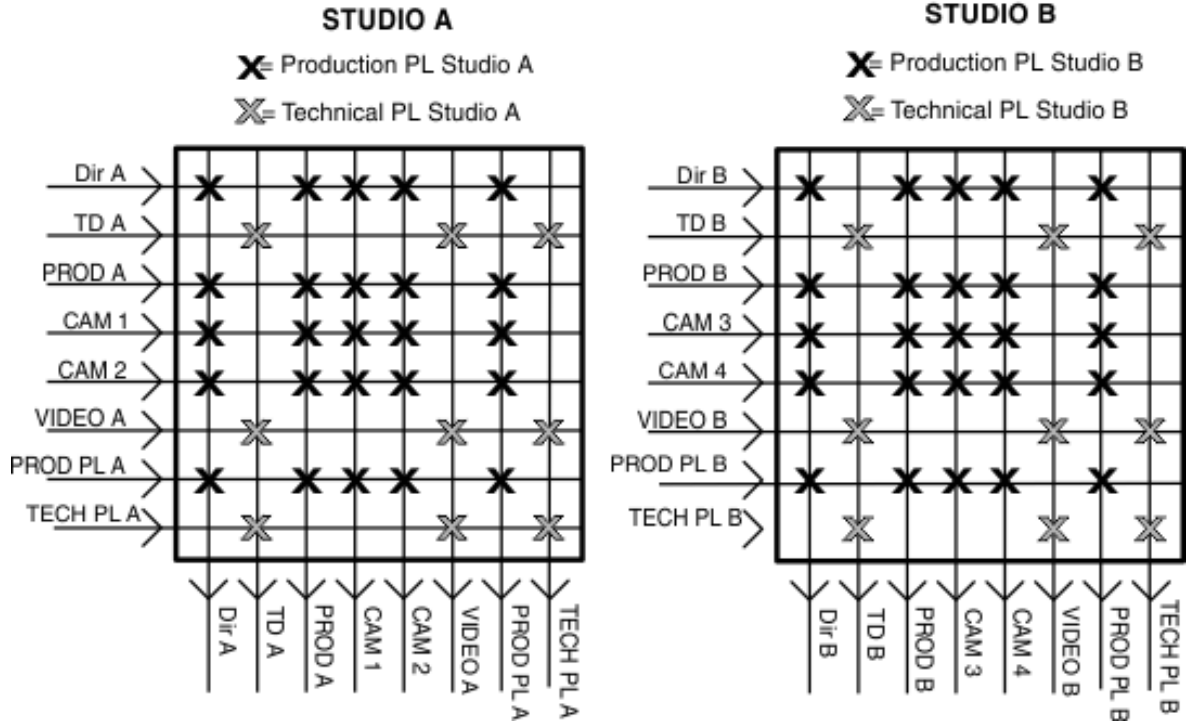 STUDIO A
X= Production PL Studio A
X= Technical PL Studio A
Dir A
TD A
PROD A
CAM 1
CAM 2
VIDEO A
PROD PL A
TECH PL A
Dir A
TD A
PROD A
CAM 1
CAM 2
VIDEO A
PROD PL A
TECH PL A
STUDIO B
X= Production PL Studio B
X= Technical PL Studio B
Dir B
TD B
PROD B
CAM 3
CAM 4
VIDEO B
PROD PL B
TECH PL B
Dir B
TD B
PROD B
CAM 3
CAM 4
VIDEO B
PROD PL B
TECH PL B